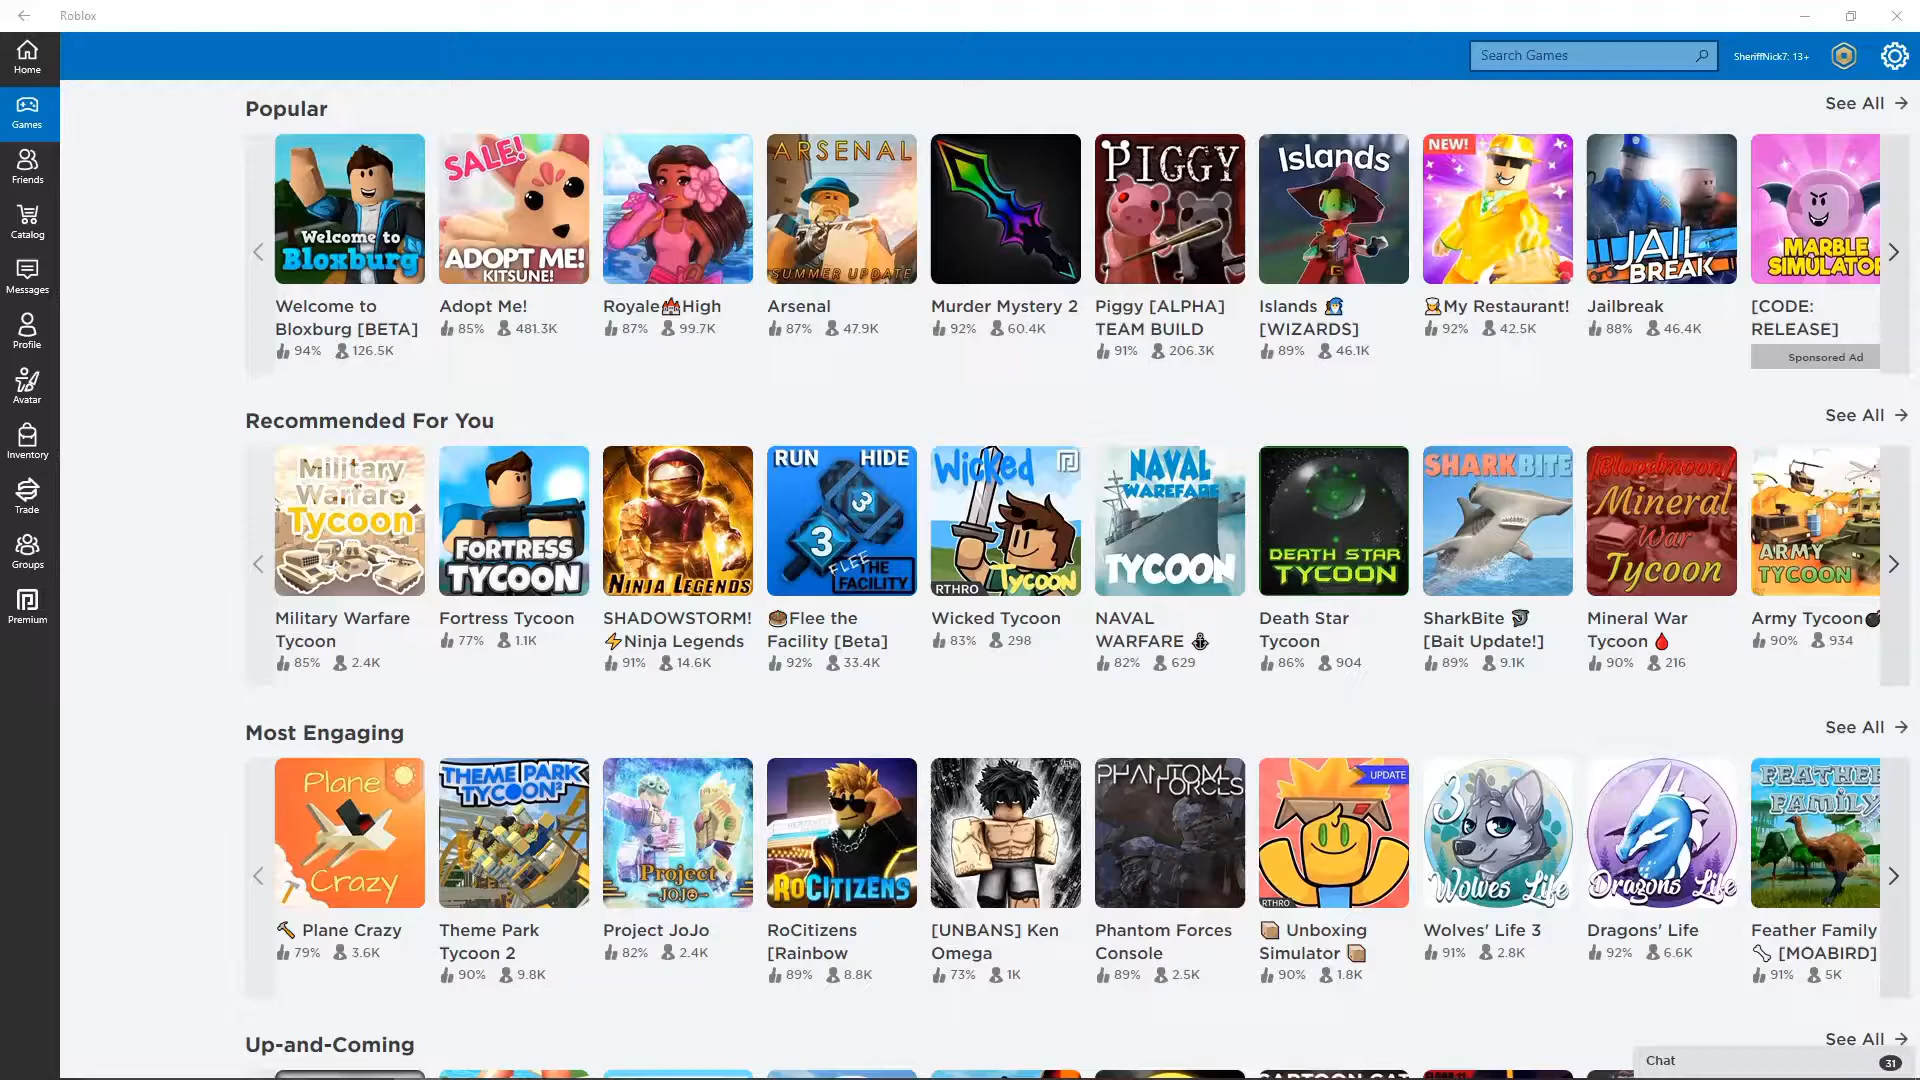 Roblox
Home
Games
Friends
Catalog
Messages
Profile
Avatar
Inventory
Trade
Groups
Premium
Search Games
SheriffNick7: 13+
Popular
See All
Welcome to
Bloxburg
SALE!
ADOPT ME!
KITSUNE!
ARSENAL
SUMMER UPDATE
PIGGY
Islands
NEW!
JAIL
BREAK
MARBLE
SIMULATO
Welcome to
Bloxburg [BETA]
94% 126.5K
Adopt Me!
85% 481.3K
Royale🏰High
87% 99.7K
Arsenal
87% 47.9K
Murder Mystery 2
92% 60.4K
Piggy [ALPHA]
TEAM BUILD
91% 206.3K
Islands 🧙
[WIZARDS]
89% 46.1K
My Restaurant!
92% 42.5K
Jailbreak
88% 46.4K
[CODE:
RELEASE]
Sponsored Ad
Recommended For You
See All
Military
Warfare
Tycoon
FORTRESS
TYCOON
NINJA LEGENDS
RUN HIDE
3
3
FLEE
THE
FACILITY
Wicked
Tycoon
RTHRO
NAVAL
WAREFARE
TYCOON
DEATH STAR
TYCOON
SHARKBITE
[Bloodmoon]
Mineral
War
Tycoon
ARMY
TYCOON
Military Warfare
Tycoon
85% 2.4K
Fortress Tycoon
77% 1.1K
SHADOWSTORM!
⚡Ninja Legends
91% 14.6K
Flee the
Facility [Beta]
92% 33.4K
Wicked Tycoon
83% 298
NAVAL
WARFARE ⚓
82% 629
Death Star
Tycoon
86% 904
SharkBite 🦈
[Bait Update!]
89% 9.1K
Mineral War
Tycoon 🩸
90% 216
Army Tycoon💣
90% 934
Most Engaging
See All
Plane
Crazy
THEME PARK
TYCOON 2
Project
JOJO
ROCITIZENS
PHANTOM
FORCES
UPDATE
RTHRO
3
Wolves Life
Dragons Life
FEATHER
FAMILY
🔨 Plane Crazy
79% 3.6K
Theme Park
Tycoon 2
90% 9.8K
Project JoJo
82% 2.4K
RoCitizens
[Rainbow
89% 8.8K
[UNBANS] Ken
Omega
73% 1K
Phantom Forces
Console
89% 2.5K
📦 Unboxing
Simulator 📦
90% 1.8K
Wolves' Life 3
91% 2.8K
Dragons' Life
92% 6.6K
Feather Family
🦴 [MOABIRD]
91% 5K
Up-and-Coming
See All
Chat
31